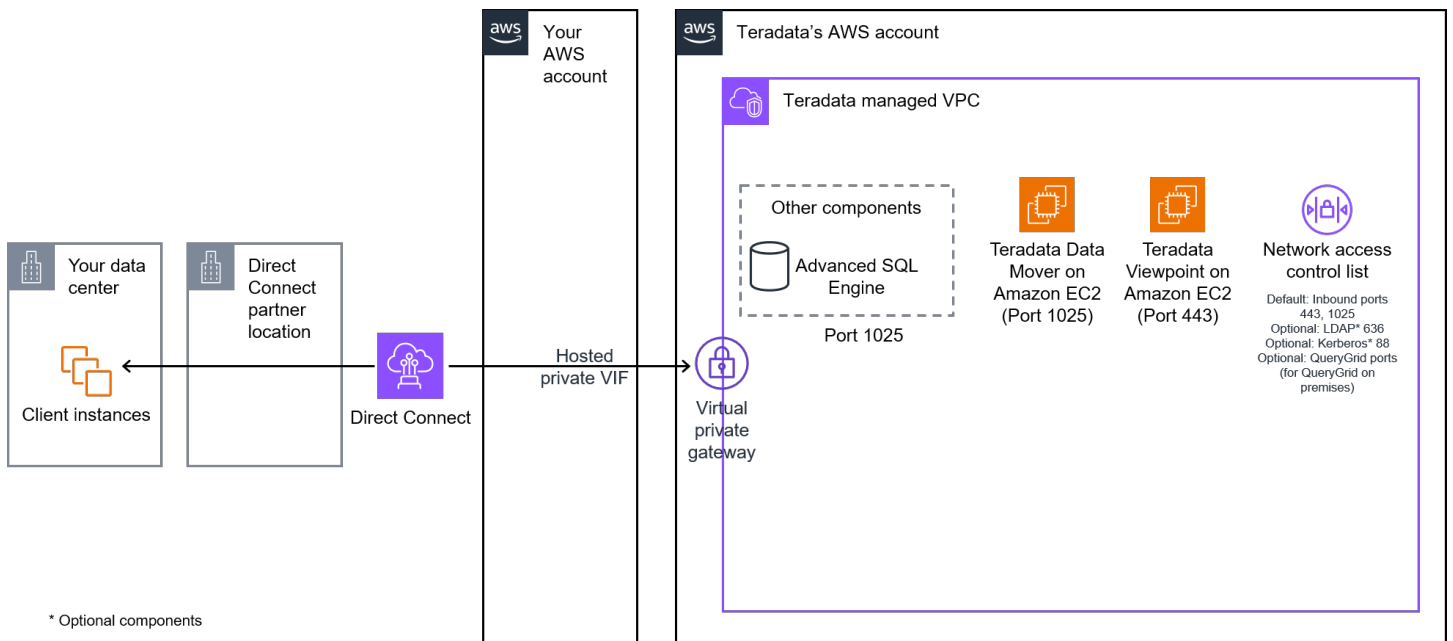 aws
Your
AWS
account
aws
Teradata's AWS account
Teradata managed VPC
Other components
Advanced SQL
Engine
Port 1025
Teradata Data
Mover on
Amazon EC2
(Port 1025)
Teradata
Viewpoint on
Amazon EC2
(Port 443)
Network access
control list
Default: Inbound ports
443, 1025
Optional: LDAP* 636
Optional: Kerberos* 88
Optional: QueryGrid ports
(for QueryGrid on
premises)
Your data
center
Client instances
Direct
Connect
partner
location
Direct Connect
Hosted
private VIF
Virtual
private
gateway
* Optional components